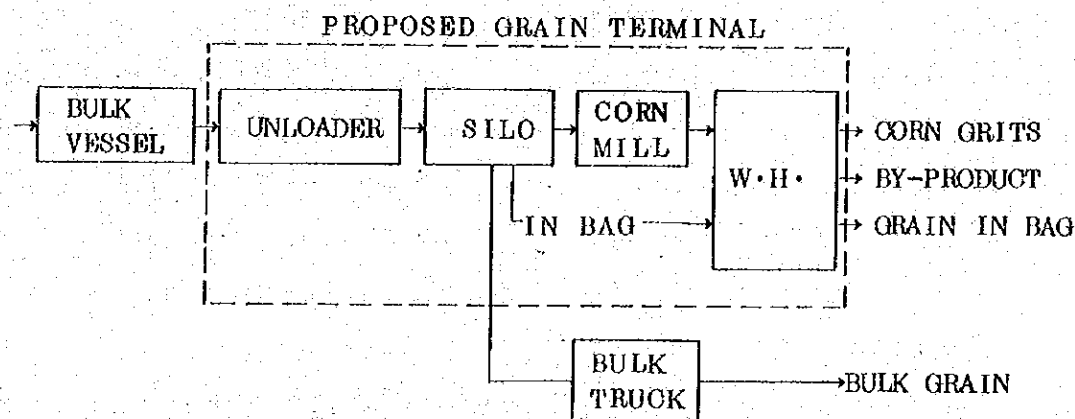 PROPOSED GRAIN TERMINAL
BULK
VESSEL
UNLOADER
SILO
CORN
MILL
W·H·
CORN GRITS
BY-PRODUCT
GRAIN IN BAG
IN BAG
BULK
TRUCK
BULK GRAIN